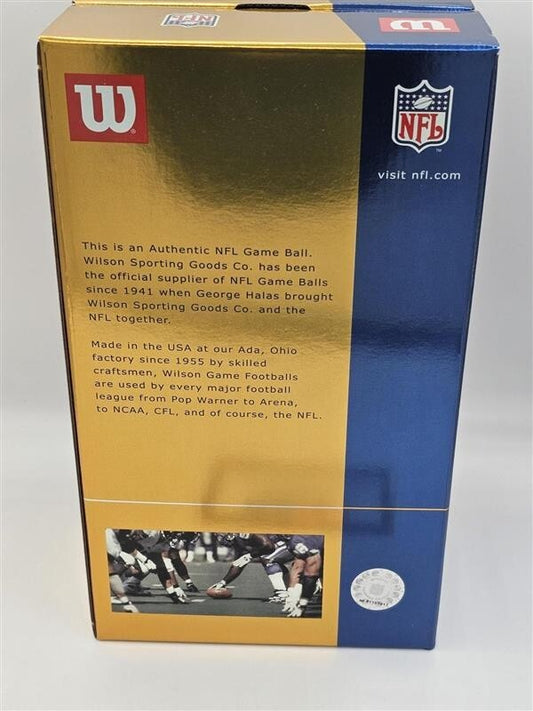 NFL
W
W
NFL
visit nfl.com
This is an Authentic NFL Game Ball.
Wilson Sporting Goods Co. has been
the official supplier of NFL Game Balls
since 1941 when George Halas brought
Wilson Sporting Goods Co. and the
NFL together.
Made in the USA at our Ada, Ohio
factory since 1955 by skilled
craftsmen, Wilson Game Footballs
are used by every major football
league from Pop Warner to Arena,
to NCAA, CFL, and of course, the NFL.